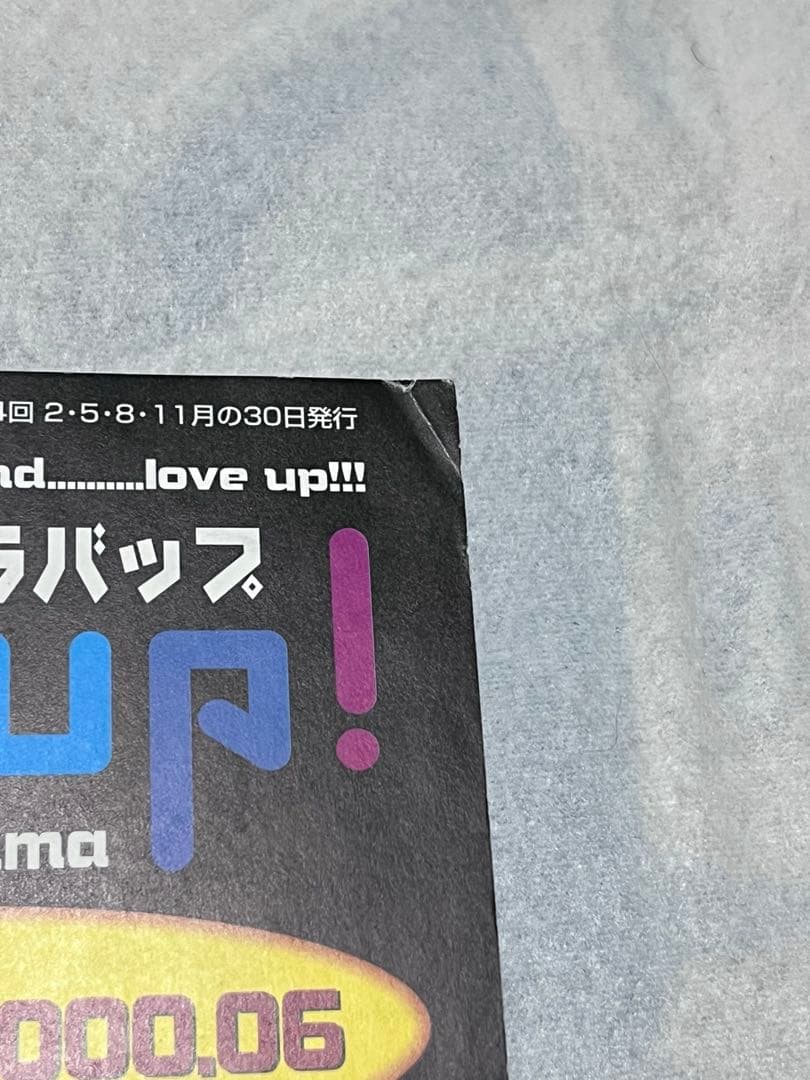 4回 2・5・8・11月の30日発行
nd..........love up!!!
ラバップ
up!
ma
000.06